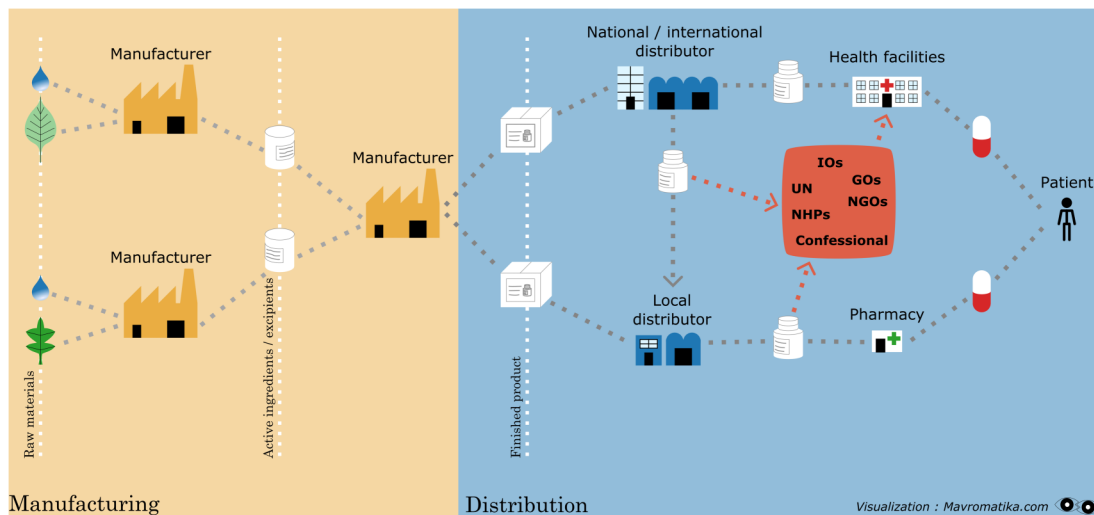 Manufacturer
Manufacturer
Manufacturer
Raw materials
Active ingredients / excipients
Manufacturing
National / international
distributor
Health facilities
IOs
GOs
UN
NGOs
NHPs
Confessional
Patient
Local
distributor
Pharmacy
Finished product
Distribution
Visualization : Mavromatika.com